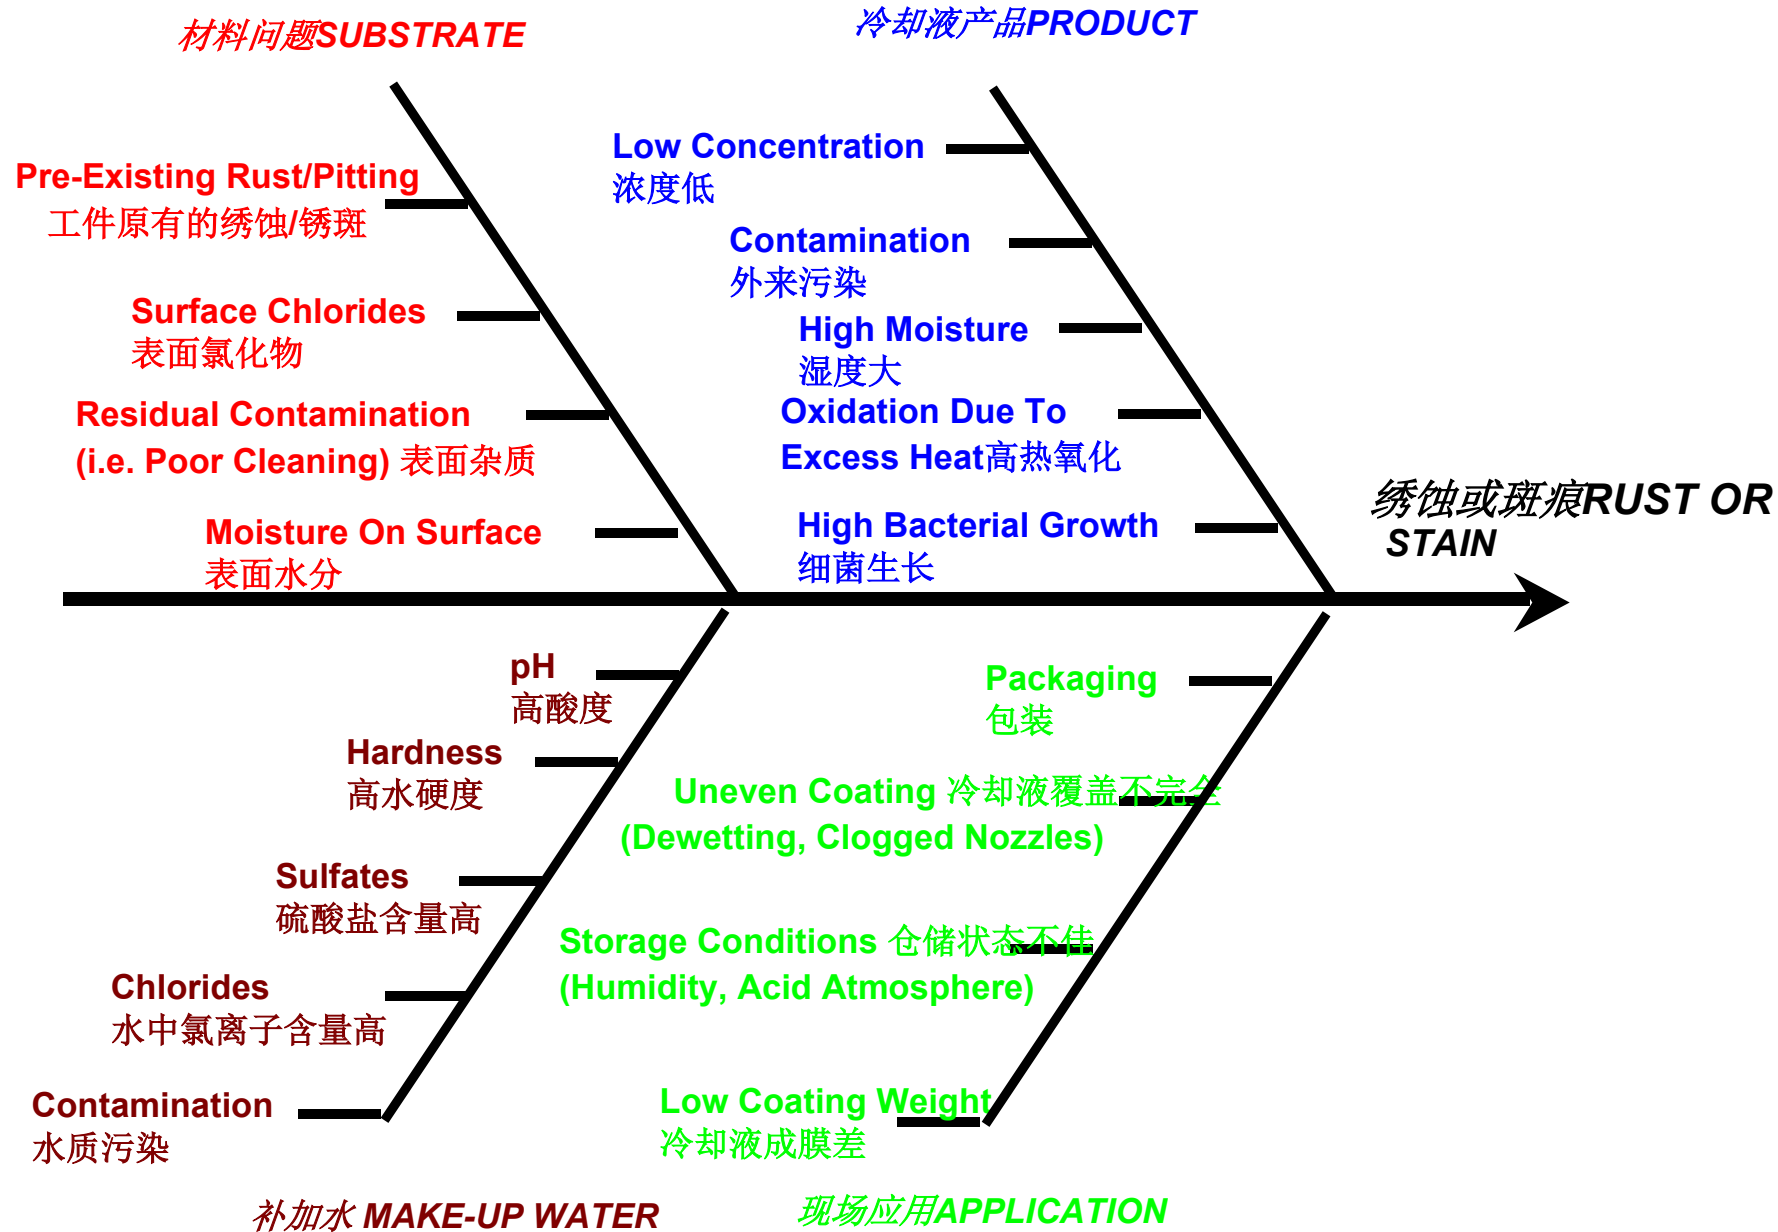 材料问题SUBSTRATE
冷却液产品PRODUCT
Pre-Existing Rust/Pitting
工件原有的绣蚀/锈斑
Surface Chlorides
表面氯化物
Residual Contamination
(i.e. Poor Cleaning) 表面杂质
Moisture On Surface
表面水分
Low Concentration
浓度低
Contamination
外来污染
High Moisture
湿度大
Oxidation Due To
Excess Heat高热氧化
High Bacterial Growth
细菌生长
绣蚀或斑痕RUST OR
STAIN
pH
高酸度
Hardness
高水硬度
Sulfates
硫酸盐含量高
Chlorides
水中氯离子含量高
Contamination
水质污染
补加水 MAKE-UP WATER
Packaging
包装
Uneven Coating 冷却液覆盖不完全
(Dewetting, Clogged Nozzles)
Storage Conditions 仓储状态不佳
(Humidity, Acid Atmosphere)
Low Coating Weight
冷却液成膜差
现场应用APPLICATION